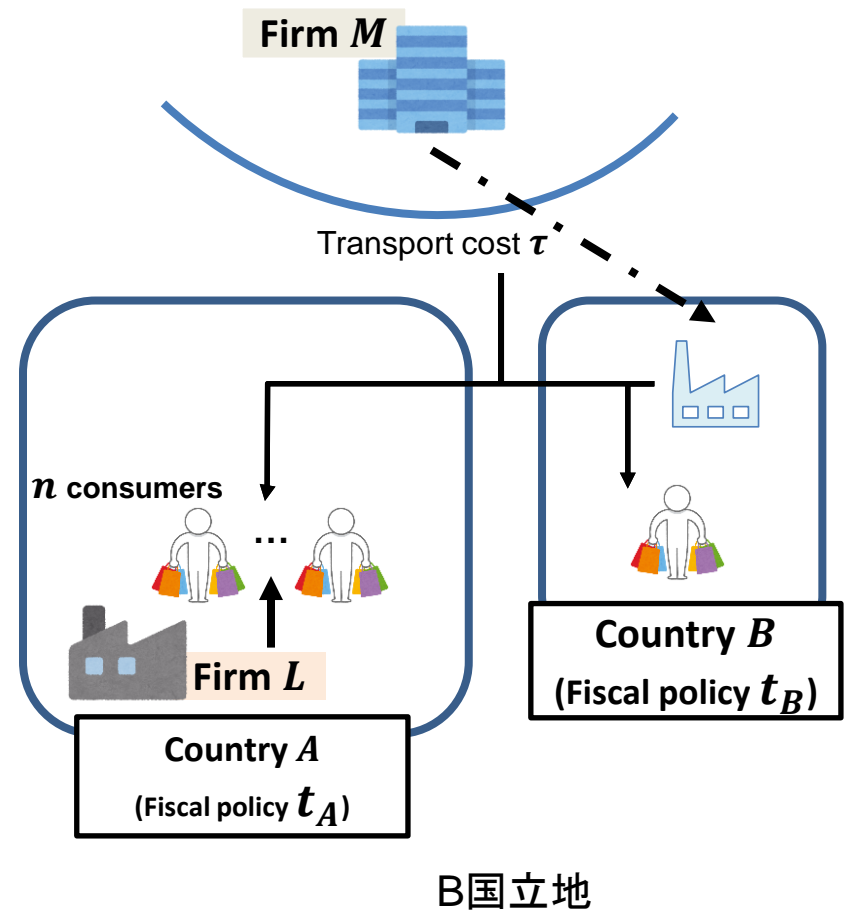 Firm M
Transport cost τ
n consumers
...
Firm L
Country A
(Fiscal policy t_A)
Country B
(Fiscal policy t_B)
B国立地